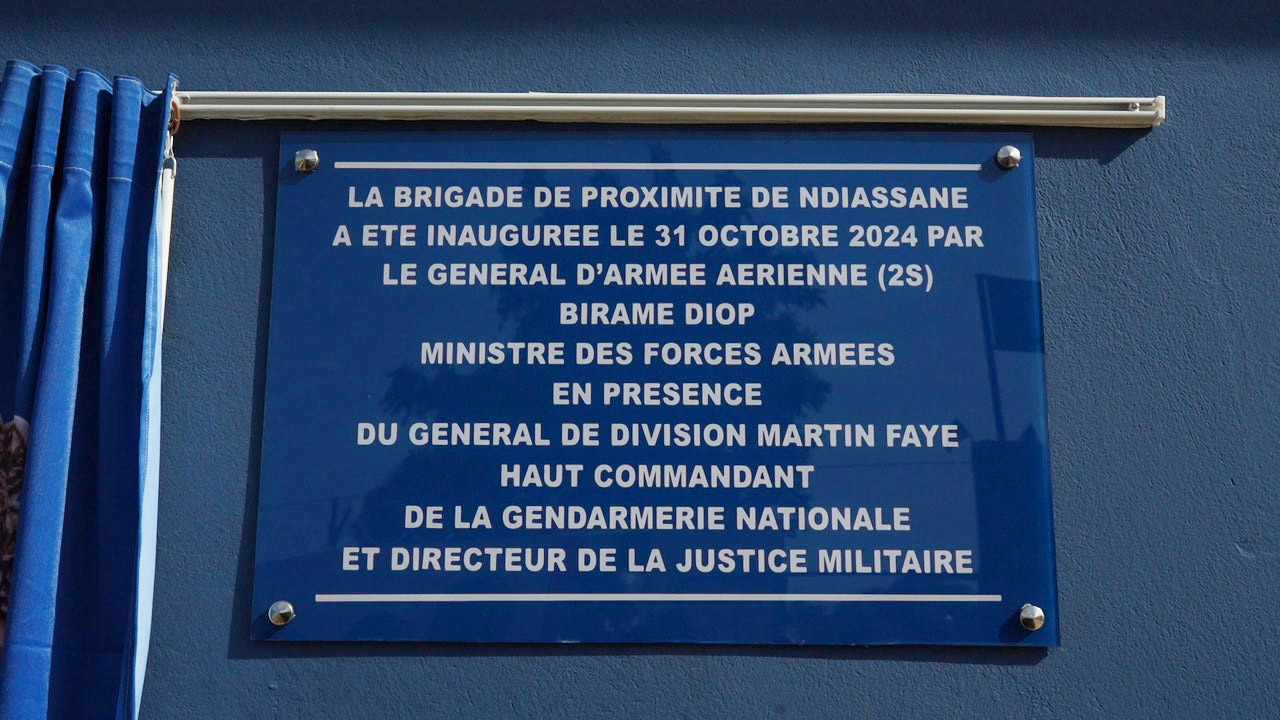 LA BRIGADE DE PROXIMITE DE NDIASSANE
A ETE INAUGUREE LE 31 OCTOBRE 2024 PAR
LE GENERAL D’ARMEE AERIENNE (2S)
BIRAME DIOP
MINISTRE DES FORCES ARMEES
EN PRESENCE
DU GENERAL DE DIVISION MARTIN FAYE
HAUT COMMANDANT
DE LA GENDARMERIE NATIONALE
ET DIRECTEUR DE LA JUSTICE MILITAIRE